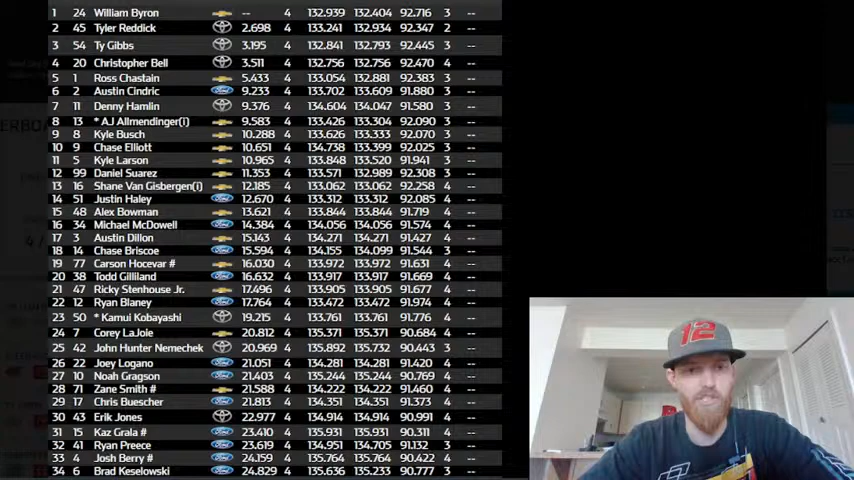 1 24 William Byron -- 4 132.939 132.404 92.716 3 --
2 45 Tyler Reddick 2.698 4 133.241 132.934 92.347 2 --
3 54 Ty Gibbs 3.195 4 132.841 132.793 92.445 3 --
4 20 Christopher Bell 3.511 4 132.756 132.756 92.470 4 --
5 1 Ross Chastain 5.433 4 133.054 132.881 92.383 3 --
6 2 Austin Cindric 9.233 4 133.702 133.609 91.880 3 --
7 11 Denny Hamlin 9.376 4 134.604 134.047 91.580 3 --
8 13 * AJ Allmendinger(i) 9.583 4 133.426 133.304 92.090 3 --
9 8 Kyle Busch 10.288 4 133.626 133.333 92.070 3 --
10 9 Chase Elliott 10.651 4 134.738 133.399 92.025 3 --
11 5 Kyle Larson 10.965 4 133.848 133.520 91.941 3 --
12 99 Daniel Suarez 11.353 4 133.571 132.989 92.308 3 --
13 16 Shane Van Gisbergen(i) 12.185 4 133.062 133.062 92.258 4 --
14 51 Justin Haley 12.670 4 133.312 133.312 92.085 4 --
15 48 Alex Bowman 13.621 4 133.844 133.844 91.719 4 --
16 34 Michael McDowell 14.384 4 134.056 134.056 91.574 4 --
17 3 Austin Dillon 15.143 4 134.271 134.271 91.427 4 --
18 14 Chase Briscoe 15.594 4 134.155 134.099 91.544 3 --
19 77 Carson Hocevar # 16.030 4 133.972 133.972 91.631 4 --
20 38 Todd Gilliland 16.632 4 133.917 133.917 91.669 4 --
21 47 Ricky Stenhouse Jr. 17.496 4 133.905 133.905 91.677 4 --
22 12 Ryan Blaney 17.764 4 133.472 133.472 91.974 4 --
23 50 * Kamui Kobayashi 19.215 4 133.761 133.761 91.776 4 --
24 7 Corey LaJoie 20.812 4 135.371 135.371 90.684 4 --
25 42 John Hunter Nemechek 20.969 4 135.892 135.732 90.443 3 --
26 22 Joey Logano 21.051 4 134.281 134.281 91.420 4 --
27 10 Noah Gragson 21.403 4 135.244 135.244 90.769 4 --
28 71 Zane Smith # 21.588 4 134.222 134.222 91.460 4 --
29 17 Chris Buescher 21.813 4 134.351 134.351 91.373 4 --
30 43 Erik Jones 22.977 4 134.914 134.914 90.991 4 --
31 15 Kaz Grala # 23.410 4 135.931 135.931 90.311 4 --
32 41 Ryan Preece 23.619 4 134.951 134.705 91.132 3 --
33 4 Josh Berry # 24.159 4 135.764 135.764 90.422 4 --
34 6 Brad Keselowski 24.829 4 135.636 135.233 90.777 3 --
12